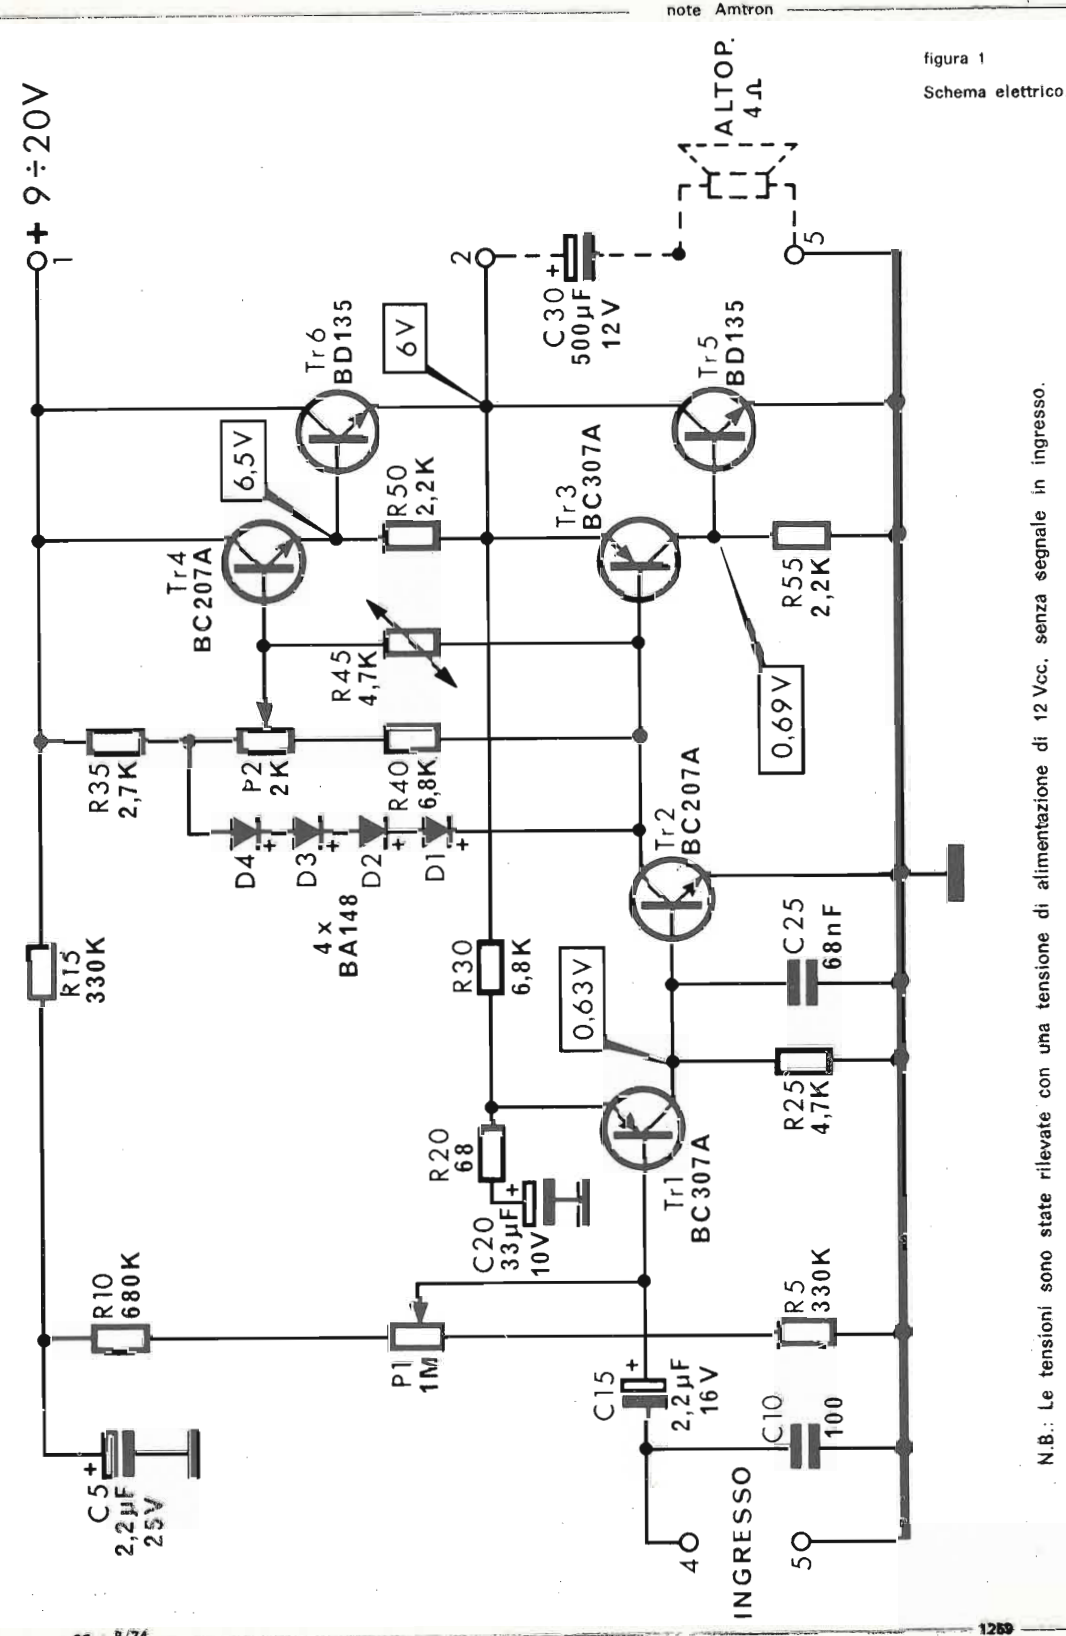 note Amtron
figura 1
Schema elettrico
+ 9÷20V
1
ALTOP.
4Ω
5
2
C30
500µF
12V
+
Tr6
BD135
6V
Tr5
BD135
6,5V
R50
2,2K
Tr3
BC307A
Tr4
BC207A
R55
2,2K
R45
4,7K
0,69V
R35
2,7K
P2
2K
R40
6,8K
D4
D3
D2
D1
+
+
+
+
4x
BA148
Tr2
BC207A
R15
330K
R30
6,8K
0,63V
C25
68nF
R25
4,7K
R20
68
C20
33µF
10V
+
Tr1
BC307A
R10
680K
P1
1M
R5
330K
C15
2,2µF
16V
+
C10
100
C5
2,2µF
25V
+
INGRESSO
4
5
N.B.: Le tensioni sono state rilevate con una tensione di alimentazione di 12 Vcc. senza segnale in ingresso.
1259